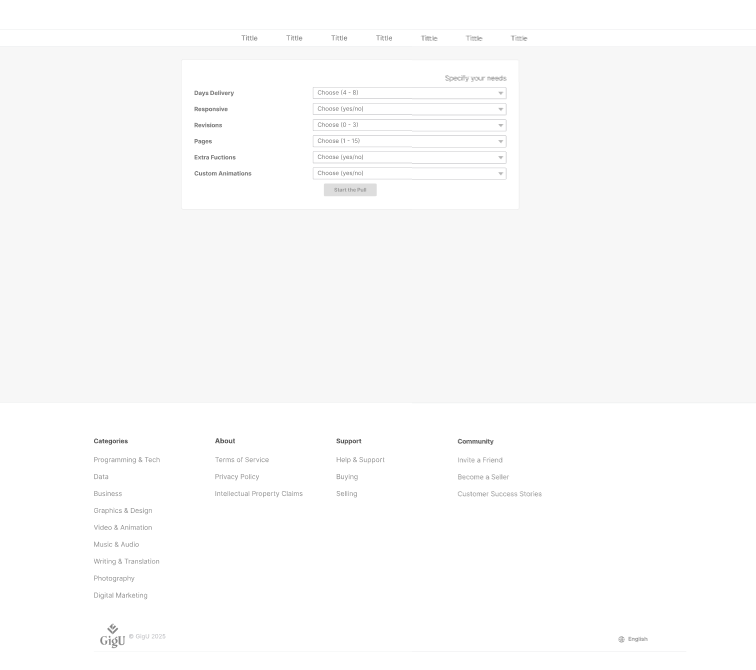 Tittle Tittle Tittle Tittle Tittle Tittle Tittle
Specify your needs
Days Delivery Choose (4 - 8)
Responsive Choose (yes/no)
Revisions Choose (0 - 3)
Pages Choose (1 - 15)
Extra Fuctions Choose (yes/no)
Custom Animations Choose (yes/no)
Start the Pull
Categories
Programming & Tech
Data
Business
Graphics & Design
Video & Animation
Music & Audio
Writing & Translation
Photography
Digital Marketing
About
Terms of Service
Privacy Policy
Intellectual Property Claims
Support
Help & Support
Buying
Selling
Community
Invite a Friend
Become a Seller
Customer Success Stories
GigU © GigU 2025
English